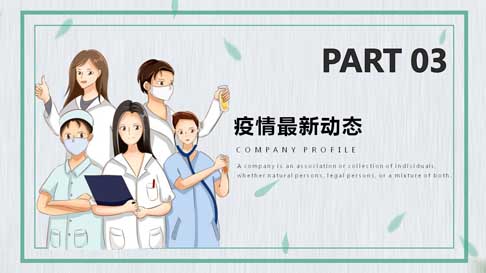 PART 03
疫情最新动态
COMPANY PROFILE
A company is an association or collection of individuals,
whether natural persons, legal persons, or a mixture of both.